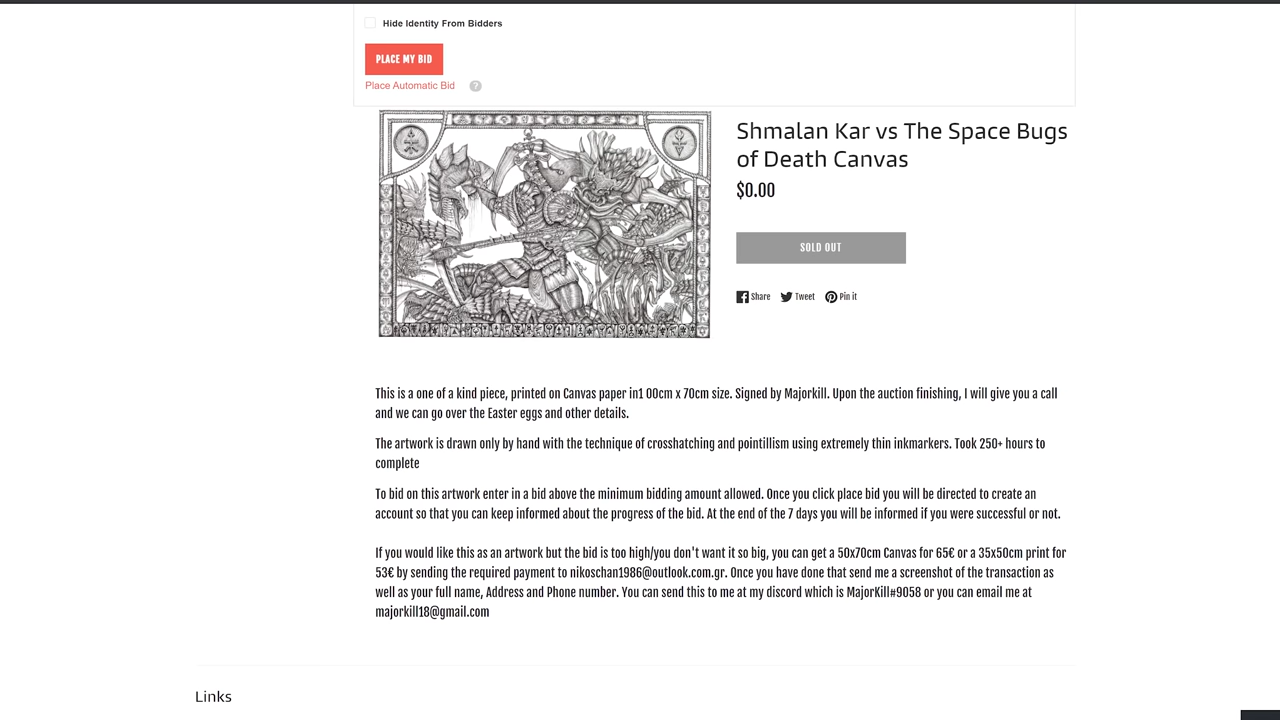 Hide Identity From Bidders
PLACE MY BID
Place Automatic Bid ?
Shmalan Kar vs The Space Bugs
of Death Canvas
$0.00
SOLD OUT
Share Tweet Pin it
This is a one of a kind piece, printed on Canvas paper in1 00cm x 70cm size. Signed by Majorkill. Upon the auction finishing, I will give you a call
and we can go over the Easter eggs and other details.
The artwork is drawn only by hand with the technique of crosshatching and pointillism using extremely thin inkmarkers. Took 250+ hours to
complete
To bid on this artwork enter in a bid above the minimum bidding amount allowed. Once you click place bid you will be directed to create an
account so that you can keep informed about the progress of the bid. At the end of the 7 days you will be informed if you were successful or not.
If you would like this as an artwork but the bid is too high/you don't want it so big, you can get a 50x70cm Canvas for 65€ or a 35x50cm print for
53€ by sending the required payment to nikoschan1986@outlook.com.gr. Once you have done that send me a screenshot of the transaction as
well as your full name, Address and Phone number. You can send this to me at my discord which is MajorKill#9058 or you can email me at
majorkill18@gmail.com
Links